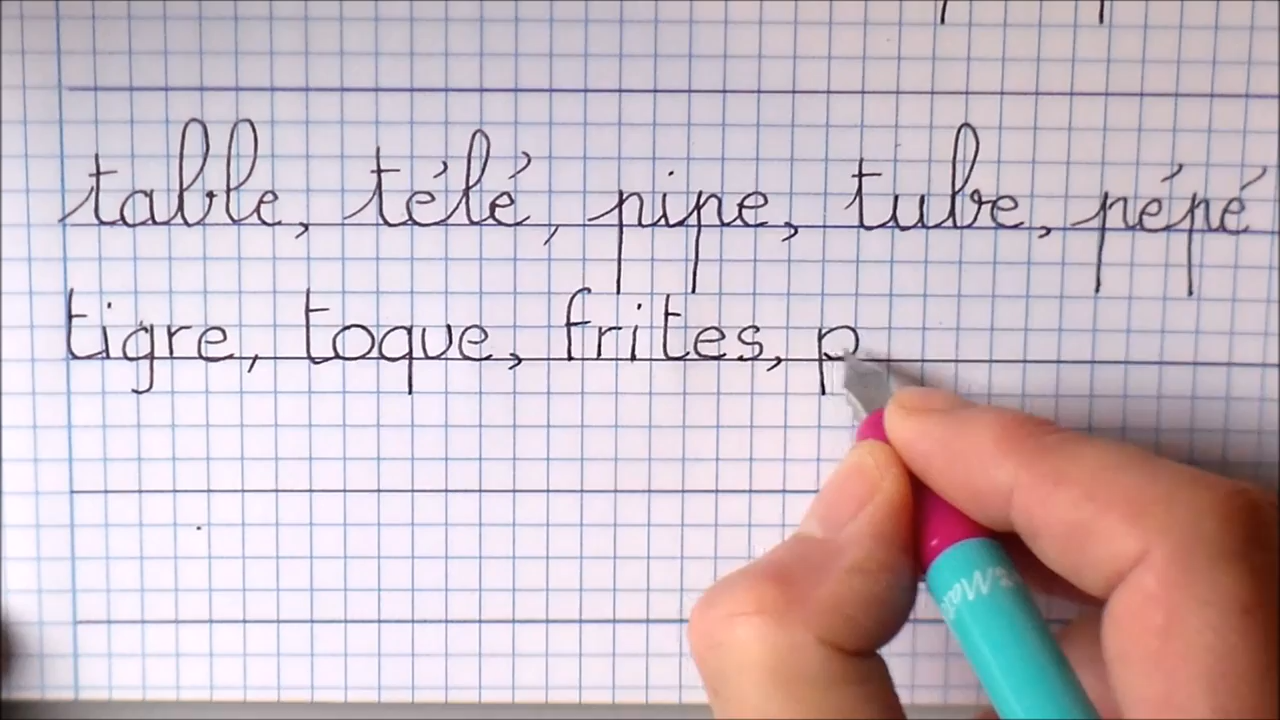 table, télé, pipe, tube, pépé
tigre, toque, frites, p